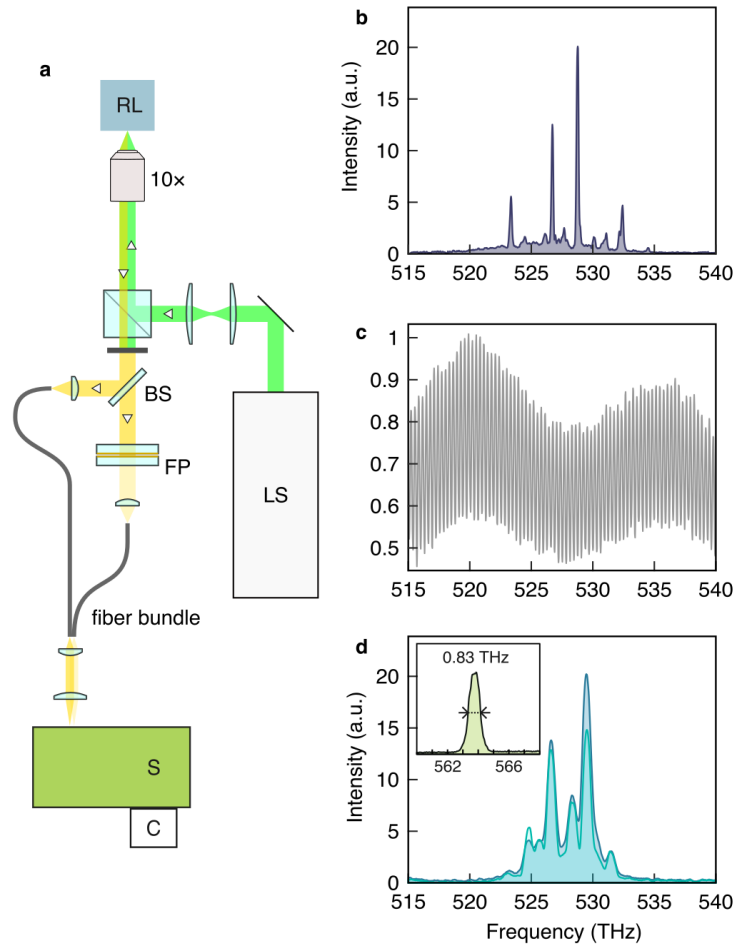 a
RL
10×
BS
FP
LS
fiber bundle
S
C
b
Intensity (a.u.)
20
15
10
5
0
515 520 525 530 535 540
c
1
0.9
0.8
0.7
0.6
0.5
515 520 525 530 535 540
d
0.83 THz
562 566
Intensity (a.u.)
20
15
10
5
0
515 520 525 530 535 540
Frequency (THz)